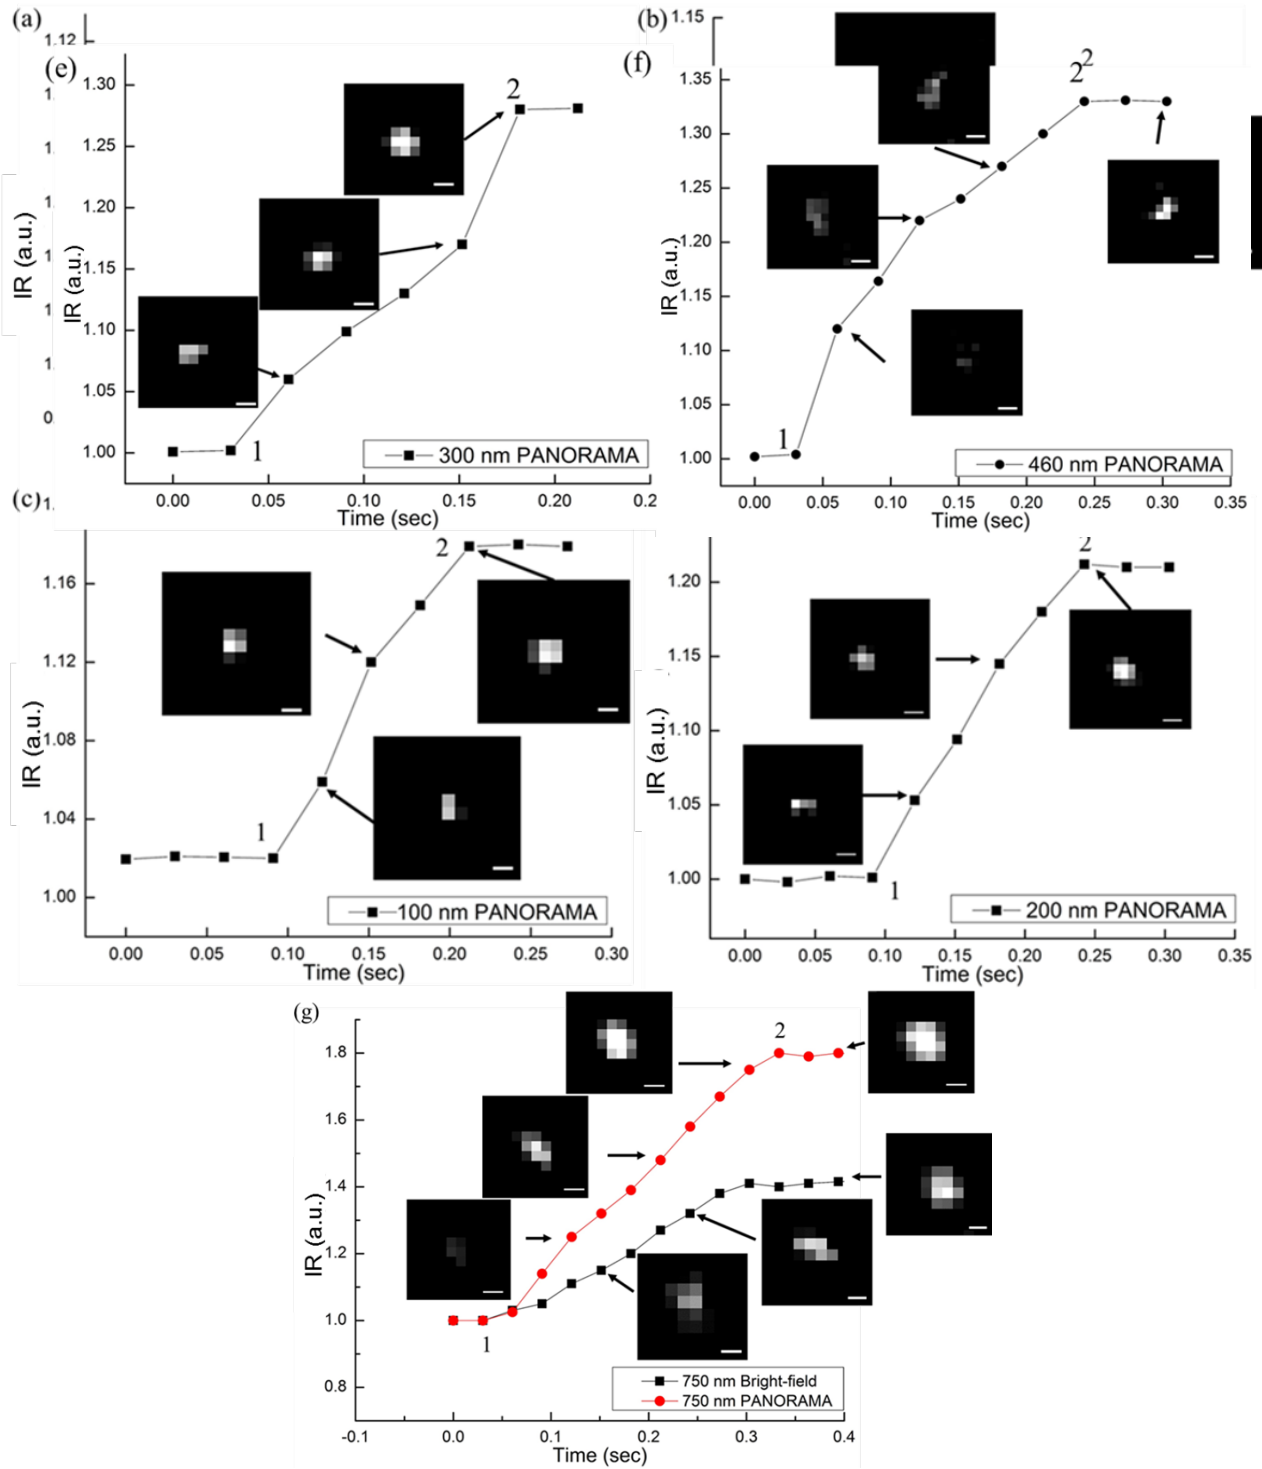 (a)
(b)
1.12
1.15
(e)
(f)
1.30
1.25
1.20
1.15
1.10
1.05
1.00
IR (a.u.)
IR (a.u.)
2
1
300 nm PANORAMA
0.00 0.05 0.10 0.15 0.20 0.2
Time (sec)
1.35
1.30
1.25
1.20
1.15
1.10
1.05
1.00
IR (a.u.)
2
2
1
460 nm PANORAMA
0.00 0.05 0.10 0.15 0.20 0.25 0.30 0.35
Time (sec)
(c)
1.16
1.12
1.08
1.04
1.00
IR (a.u.)
2
1
100 nm PANORAMA
0.00 0.05 0.10 0.15 0.20 0.25 0.30
Time (sec)
1.20
1.15
1.10
1.05
1.00
IR (a.u.)
2
1
200 nm PANORAMA
0.00 0.05 0.10 0.15 0.20 0.25 0.30 0.35
Time (sec)
(g)
1.8
1.6
1.4
1.2
1.0
0.8
IR (a.u.)
2
1
750 nm Bright-field
750 nm PANORAMA
-0.1 0.0 0.1 0.2 0.3 0.4
Time (sec)